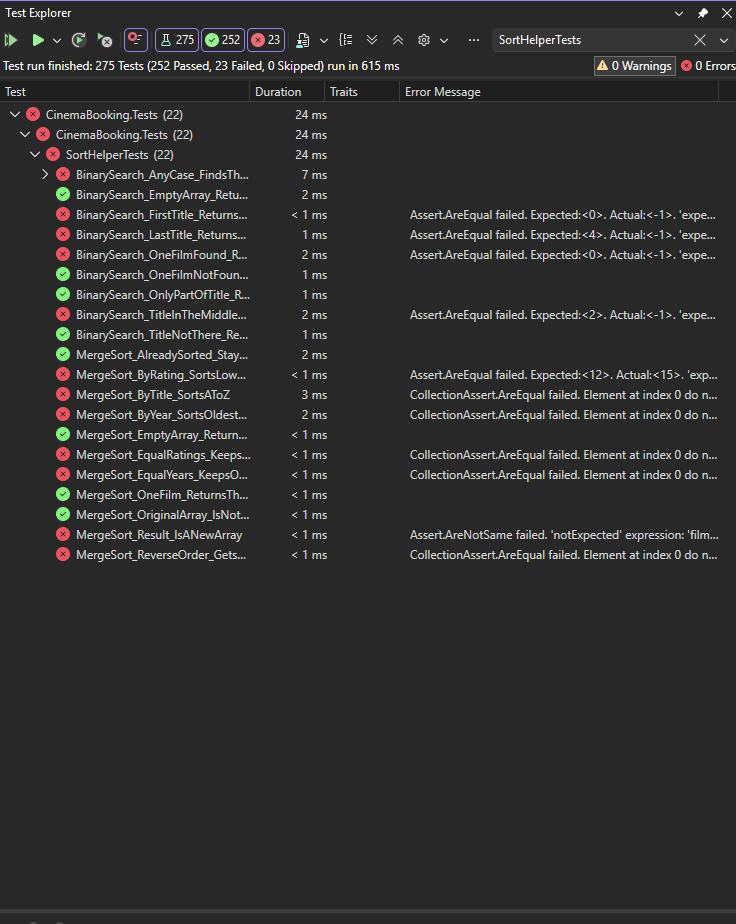 Test Explorer
275 252 23 SortHelperTests
Test run finished: 275 Tests (252 Passed, 23 Failed, 0 Skipped) run in 615 ms 0 Warnings 0 Errors
Test Duration Traits Error Message
CinemaBooking.Tests (22) 24 ms
CinemaBooking.Tests (22) 24 ms
SortHelperTests (22) 24 ms
BinarySearch_AnyCase_FindsTh... 7 ms
BinarySearch_EmptyArray_Retu... 2 ms
BinarySearch_FirstTitle_Returns... < 1 ms Assert.AreEqual failed. Expected:<0>. Actual:<-1>. 'expe...
BinarySearch_LastTitle_Returns... 1 ms Assert.AreEqual failed. Expected:<4>. Actual:<-1>. 'expe...
BinarySearch_OneFilmFound_R... 2 ms Assert.AreEqual failed. Expected:<0>. Actual:<-1>. 'expe...
BinarySearch_OneFilmNotFoun... 1 ms
BinarySearch_OnlyPartOfTitle_R... 1 ms
BinarySearch_TitleInTheMiddle... 2 ms Assert.AreEqual failed. Expected:<2>. Actual:<-1>. 'expe...
BinarySearch_TitleNotThere_Re... 1 ms
MergeSort_AlreadySorted_Stay... 2 ms
MergeSort_ByRating_SortsLow... < 1 ms Assert.AreEqual failed. Expected:<12>. Actual:<15>. 'exp...
MergeSort_ByTitle_SortsAToZ 3 ms CollectionAssert.AreEqual failed. Element at index 0 do n...
MergeSort_ByYear_SortsOldest... 2 ms CollectionAssert.AreEqual failed. Element at index 0 do n...
MergeSort_EmptyArray_Return... < 1 ms
MergeSort_EqualRatings_Keeps... < 1 ms CollectionAssert.AreEqual failed. Element at index 0 do n...
MergeSort_EqualYears_KeepsO... < 1 ms CollectionAssert.AreEqual failed. Element at index 0 do n...
MergeSort_OneFilm_ReturnsTh... < 1 ms
MergeSort_OriginalArray_IsNot... < 1 ms
MergeSort_Result_IsANewArray < 1 ms Assert.AreNotSame failed. 'notExpected' expression: 'film...
MergeSort_ReverseOrder_Gets... < 1 ms CollectionAssert.AreEqual failed. Element at index 0 do n...